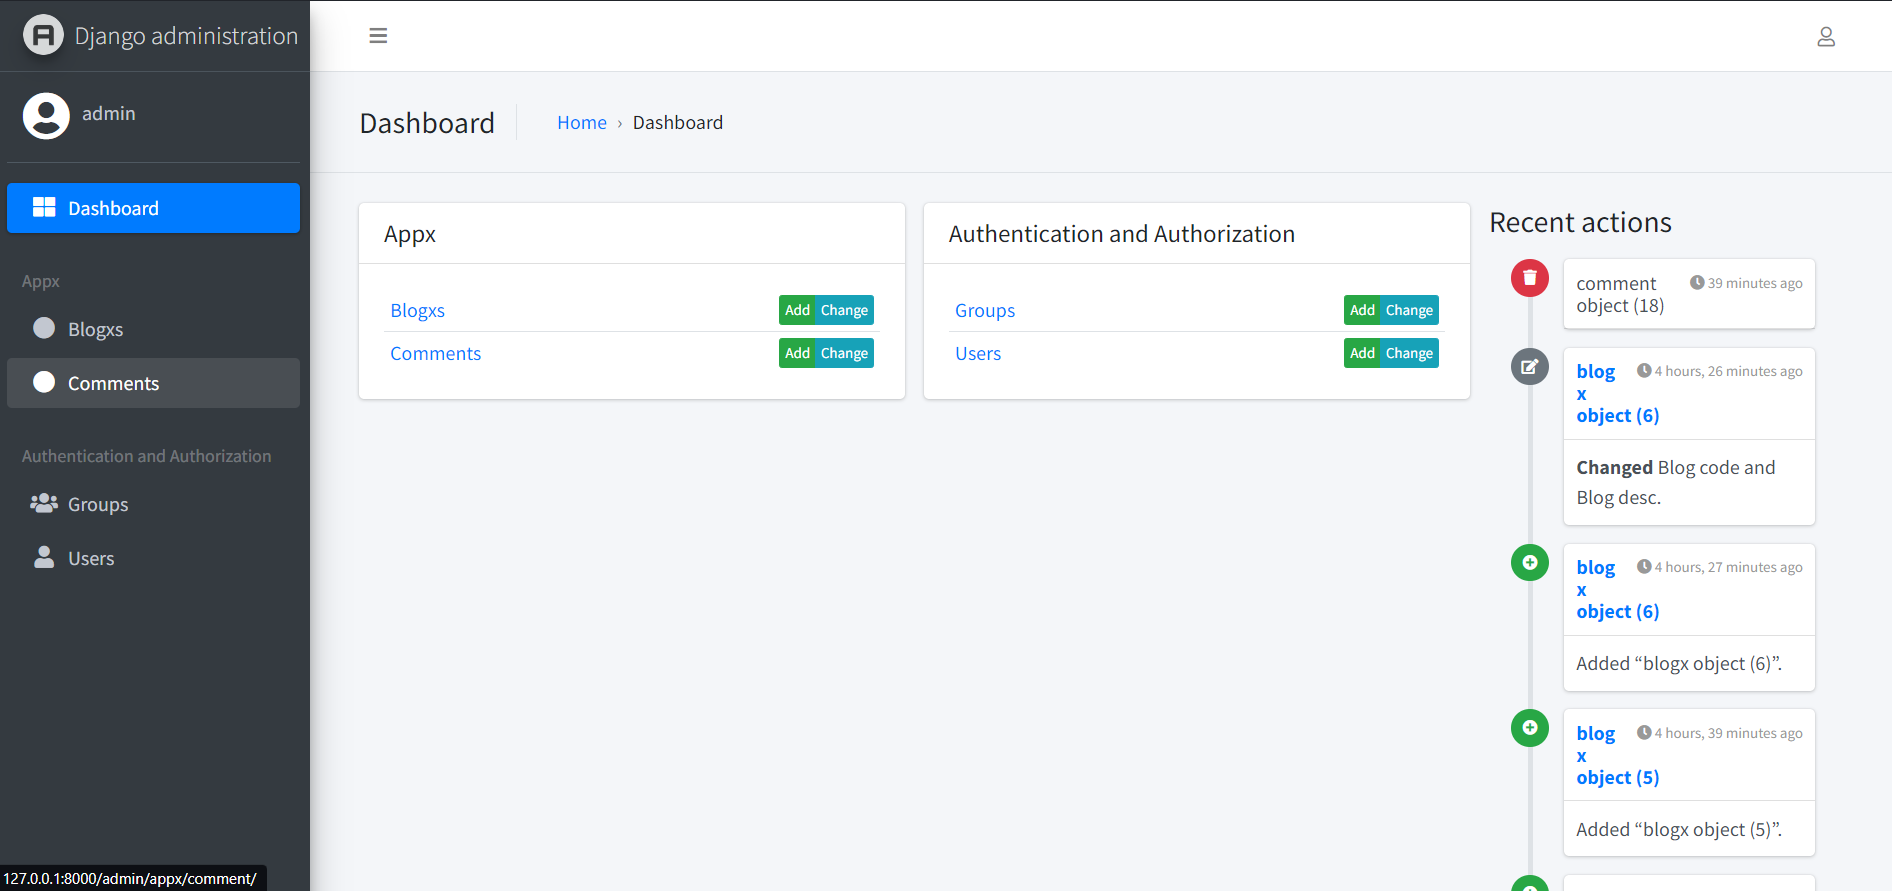 Django administration
admin
Dashboard
Appx
Blogxs
Comments
Authentication and Authorization
Groups
Users
127.0.0.1:8000/admin/appx/comment/
Dashboard
Home › Dashboard
Appx
Blogxs Add Change
Comments Add Change
Authentication and Authorization
Groups Add Change
Users Add Change
Recent actions
comment 39 minutes ago
object (18)
blog 4 hours, 26 minutes ago
x
object (6)
Changed Blog code and
Blog desc.
blog 4 hours, 27 minutes ago
x
object (6)
Added “blogx object (6)”.
blog 4 hours, 39 minutes ago
x
object (5)
Added “blogx object (5)”.